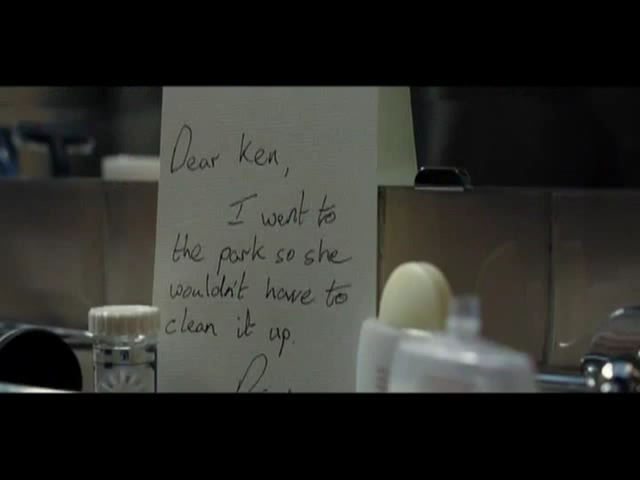 Dear Ken,
I went to
the park so she
wouldn't have to
clean it up.